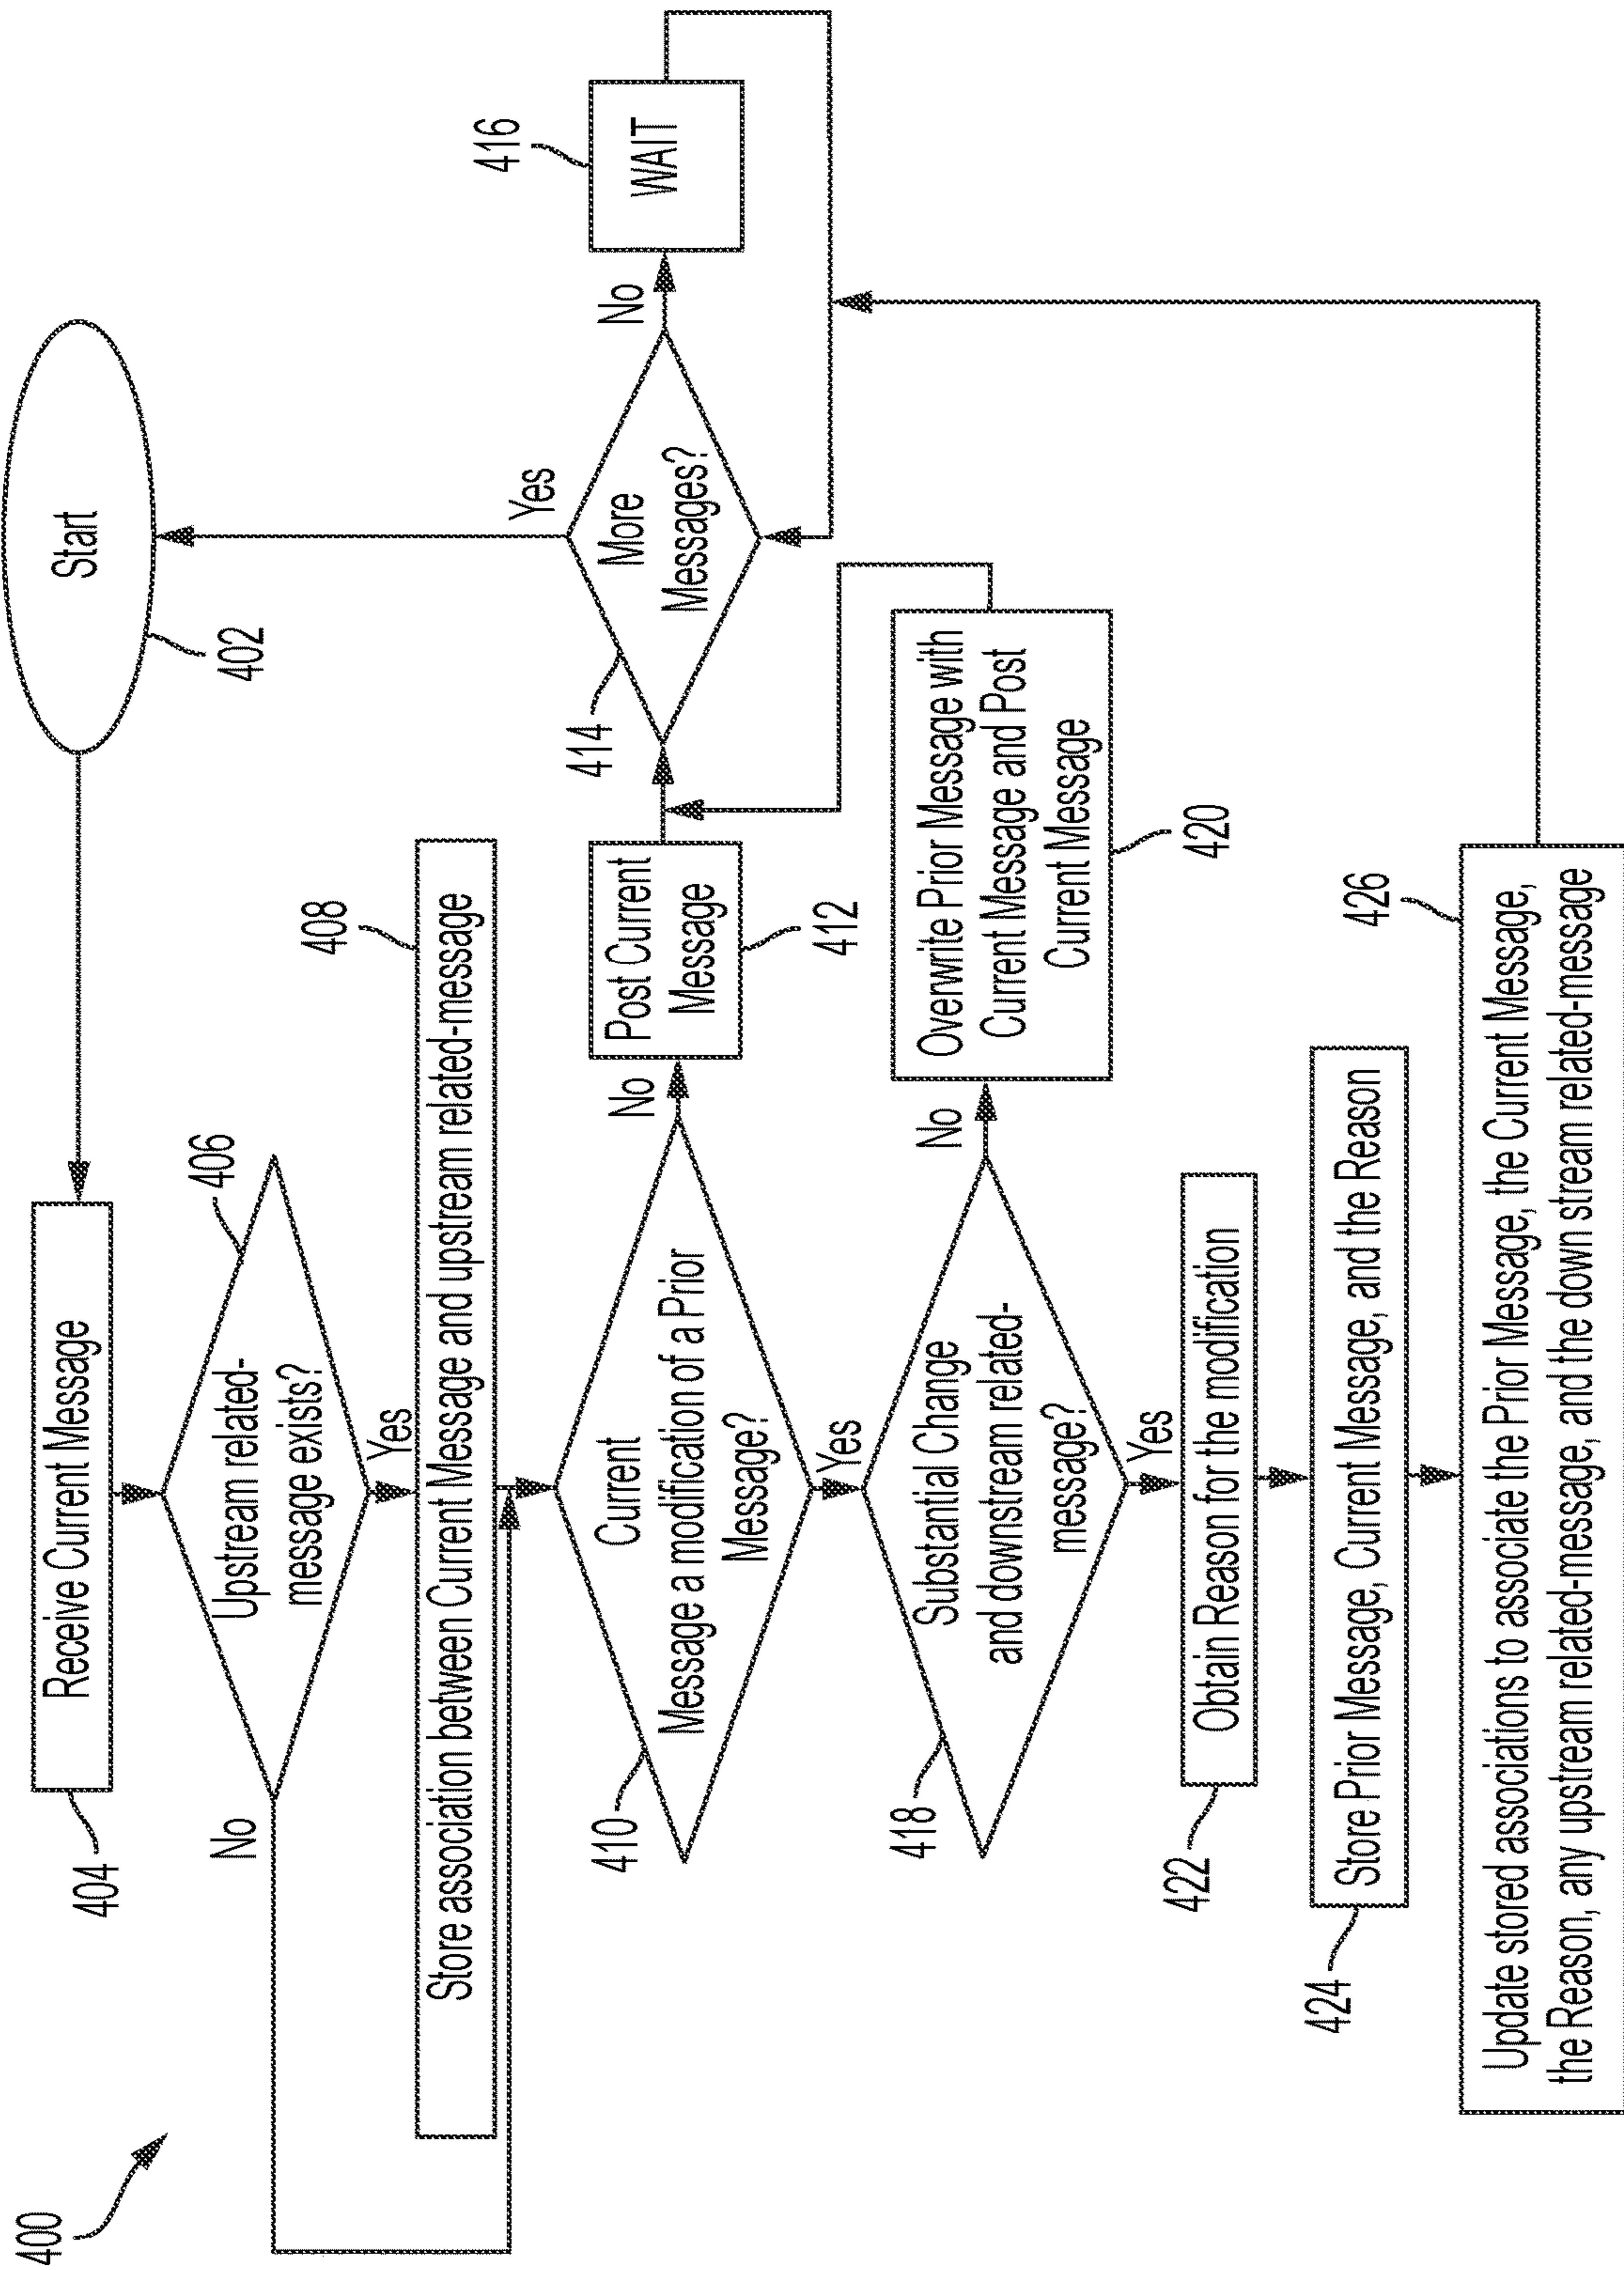 400
Start
402
Receive Current Message
404
Upstream related-
message exists?
406
No
Yes
Store association between Current Message and upstream related-message
408
Current
Message a modification of a Prior
Message?
410
No
Yes
Post Current
Message
412
More
Messages?
414
Yes
No
WAIT
416
Substantial Change
and downstream related-
message?
418
No
Yes
Overwrite Prior Message with
Current Message and Post
Current Message
420
Obtain Reason for the modification
422
Store Prior Message, Current Message, and the Reason
424
Update stored associations to associate the Prior Message, the Current Message,
the Reason, any upstream related-message, and the down stream related-message
426